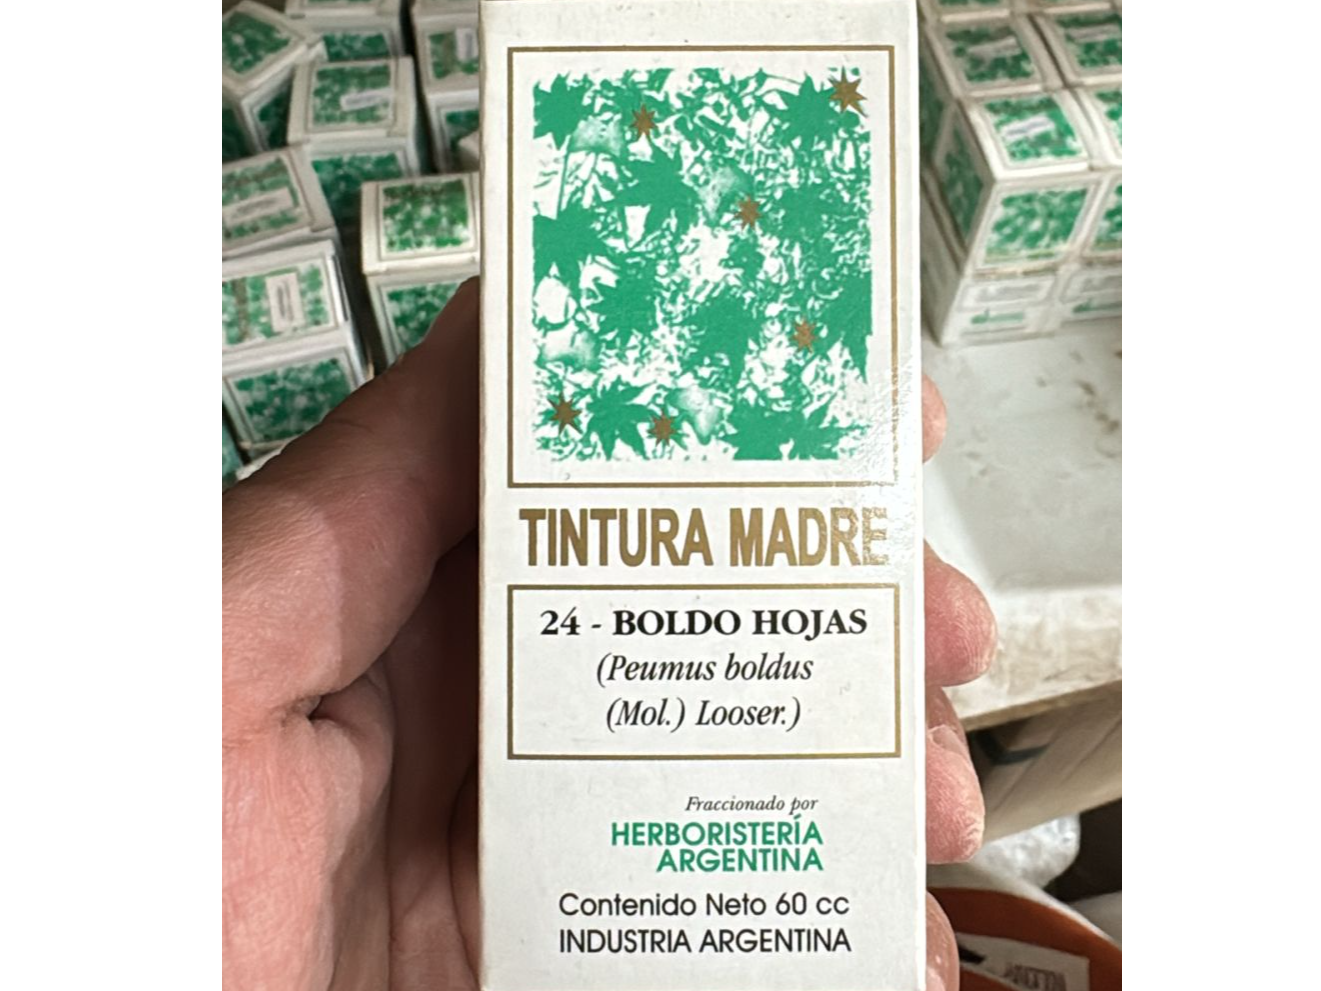 TINTURA MADRE
24 - BOLDO HOJAS
(Peumus boldus
(Mol.) Looser.)
Fraccionado por
HERBORISTERÍA
ARGENTINA
Contenido Neto 60 cc
INDUSTRIA ARGENTINA